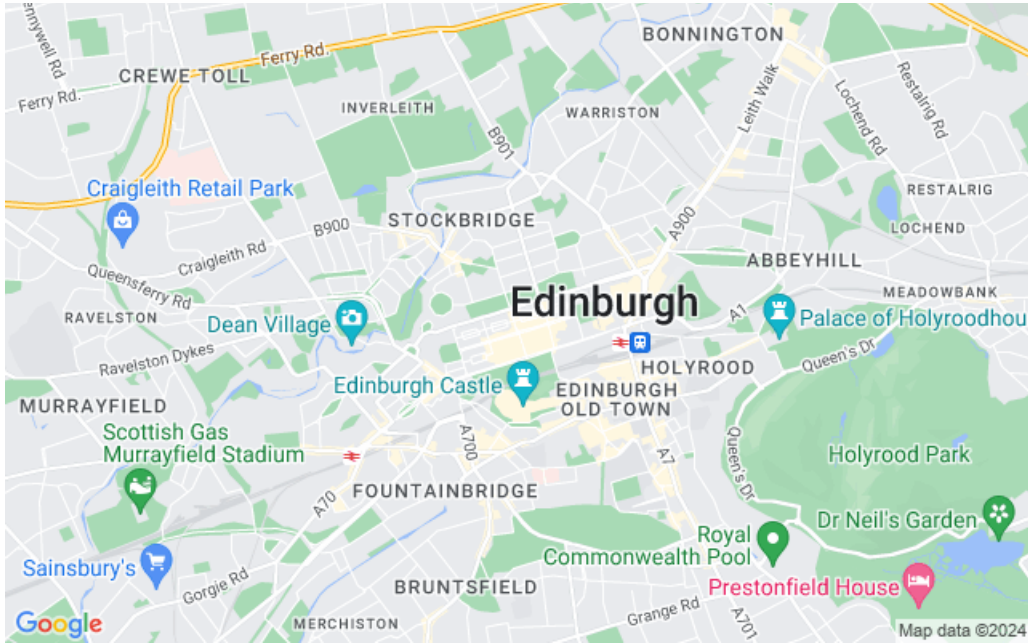 nnywell Rd
Ferry Rd.
BONNINGTON
CREWE TOLL
Ferry Rd.
INVERLEITH
B901
WARRISTON
Leith Walk
Lochend Rd
Restalrig Rd
Craigleith Retail Park
RESTALRIG
STOCKBRIDGE
B900
A900
LOCHEND
Craigleith Rd
ABBEYHILL
Queensferry Rd
MEADOWBANK
Edinburgh
RAVELSTON
Dean Village
A1
Palace of Holyroodhou
Ravelston Dykes
Queen's Dr
HOLYROOD
Edinburgh Castle
EDINBURGH
OLD TOWN
MURRAYFIELD
Scottish Gas
Murrayfield Stadium
A700
A7
Queen's Dr
Holyrood Park
A70
FOUNTAINBRIDGE
Dr Neil's Garden
Royal
Commonwealth Pool
Sainsbury's
Gorgie Rd
BRUNTSFIELD
Prestonfield House
Grange Rd
A701
MERCHISTON
Google
Map data ©2024